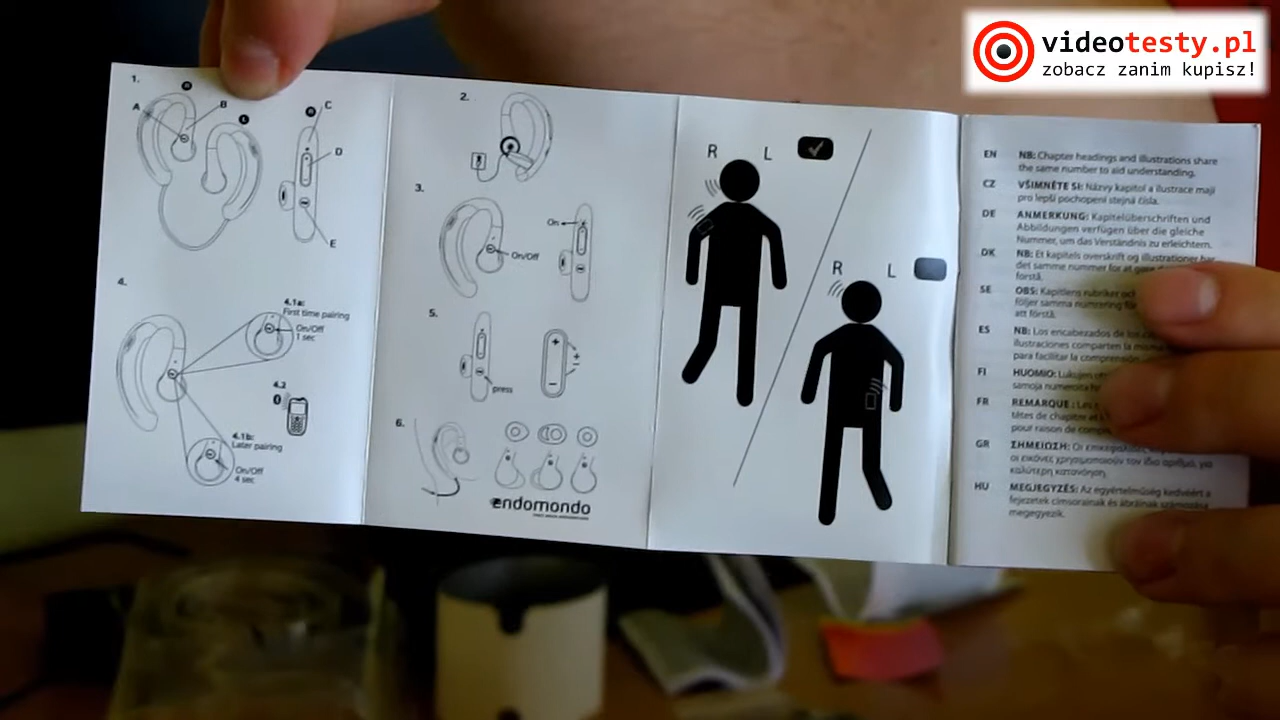 videotesty.pl
zobacz zanim kupisz!
1.
R
A
B
L
R
C
D
E
2.
3.
On/Off
On
4.
4.1a:
First time pairing
On/Off
1 sec
4.2
4.1b:
Later pairing
On/Off
4 sec
5.
press
+
−
6.
endomondo
R L
R L
EN NB: Chapter headings and illustrations share
the same number to aid understanding.
CZ VŠIMNĚTE SI: Názvy kapitol a ilustrace mají
pro lepší pochopení stejná čísla.
DE ANMERKUNG: Kapitelüberschriften und
Abbildungen verfügen über die gleiche
Nummer, um das Verständnis zu erleichtern.
DK NB: Et kapitels overskrift og illustrationer har
det samme nummer for at gøre
forstå.
SE OBS: Kapitlens rubriker och
följer samma numrering för
att förstå.
ES NB: Los encabezados de los
ilustraciones comparten la
para facilitar la comprensión
FI HUOMIO: Lukujen
samoja numeroita
FR REMARQUE : Les
têtes de chapitre et
pour raison de
GR ΣΗΜΕΙΩΣΗ: Οι
οι εικόνες χρησιμοποιούν τον ίδιο αριθμό, για
καλύτερη κατανόηση.
HU MEGJEGYZÉS: Az egyértelműség kedvéért a
fejezetek címsorainak és ábráinak számozása
megegyezik.